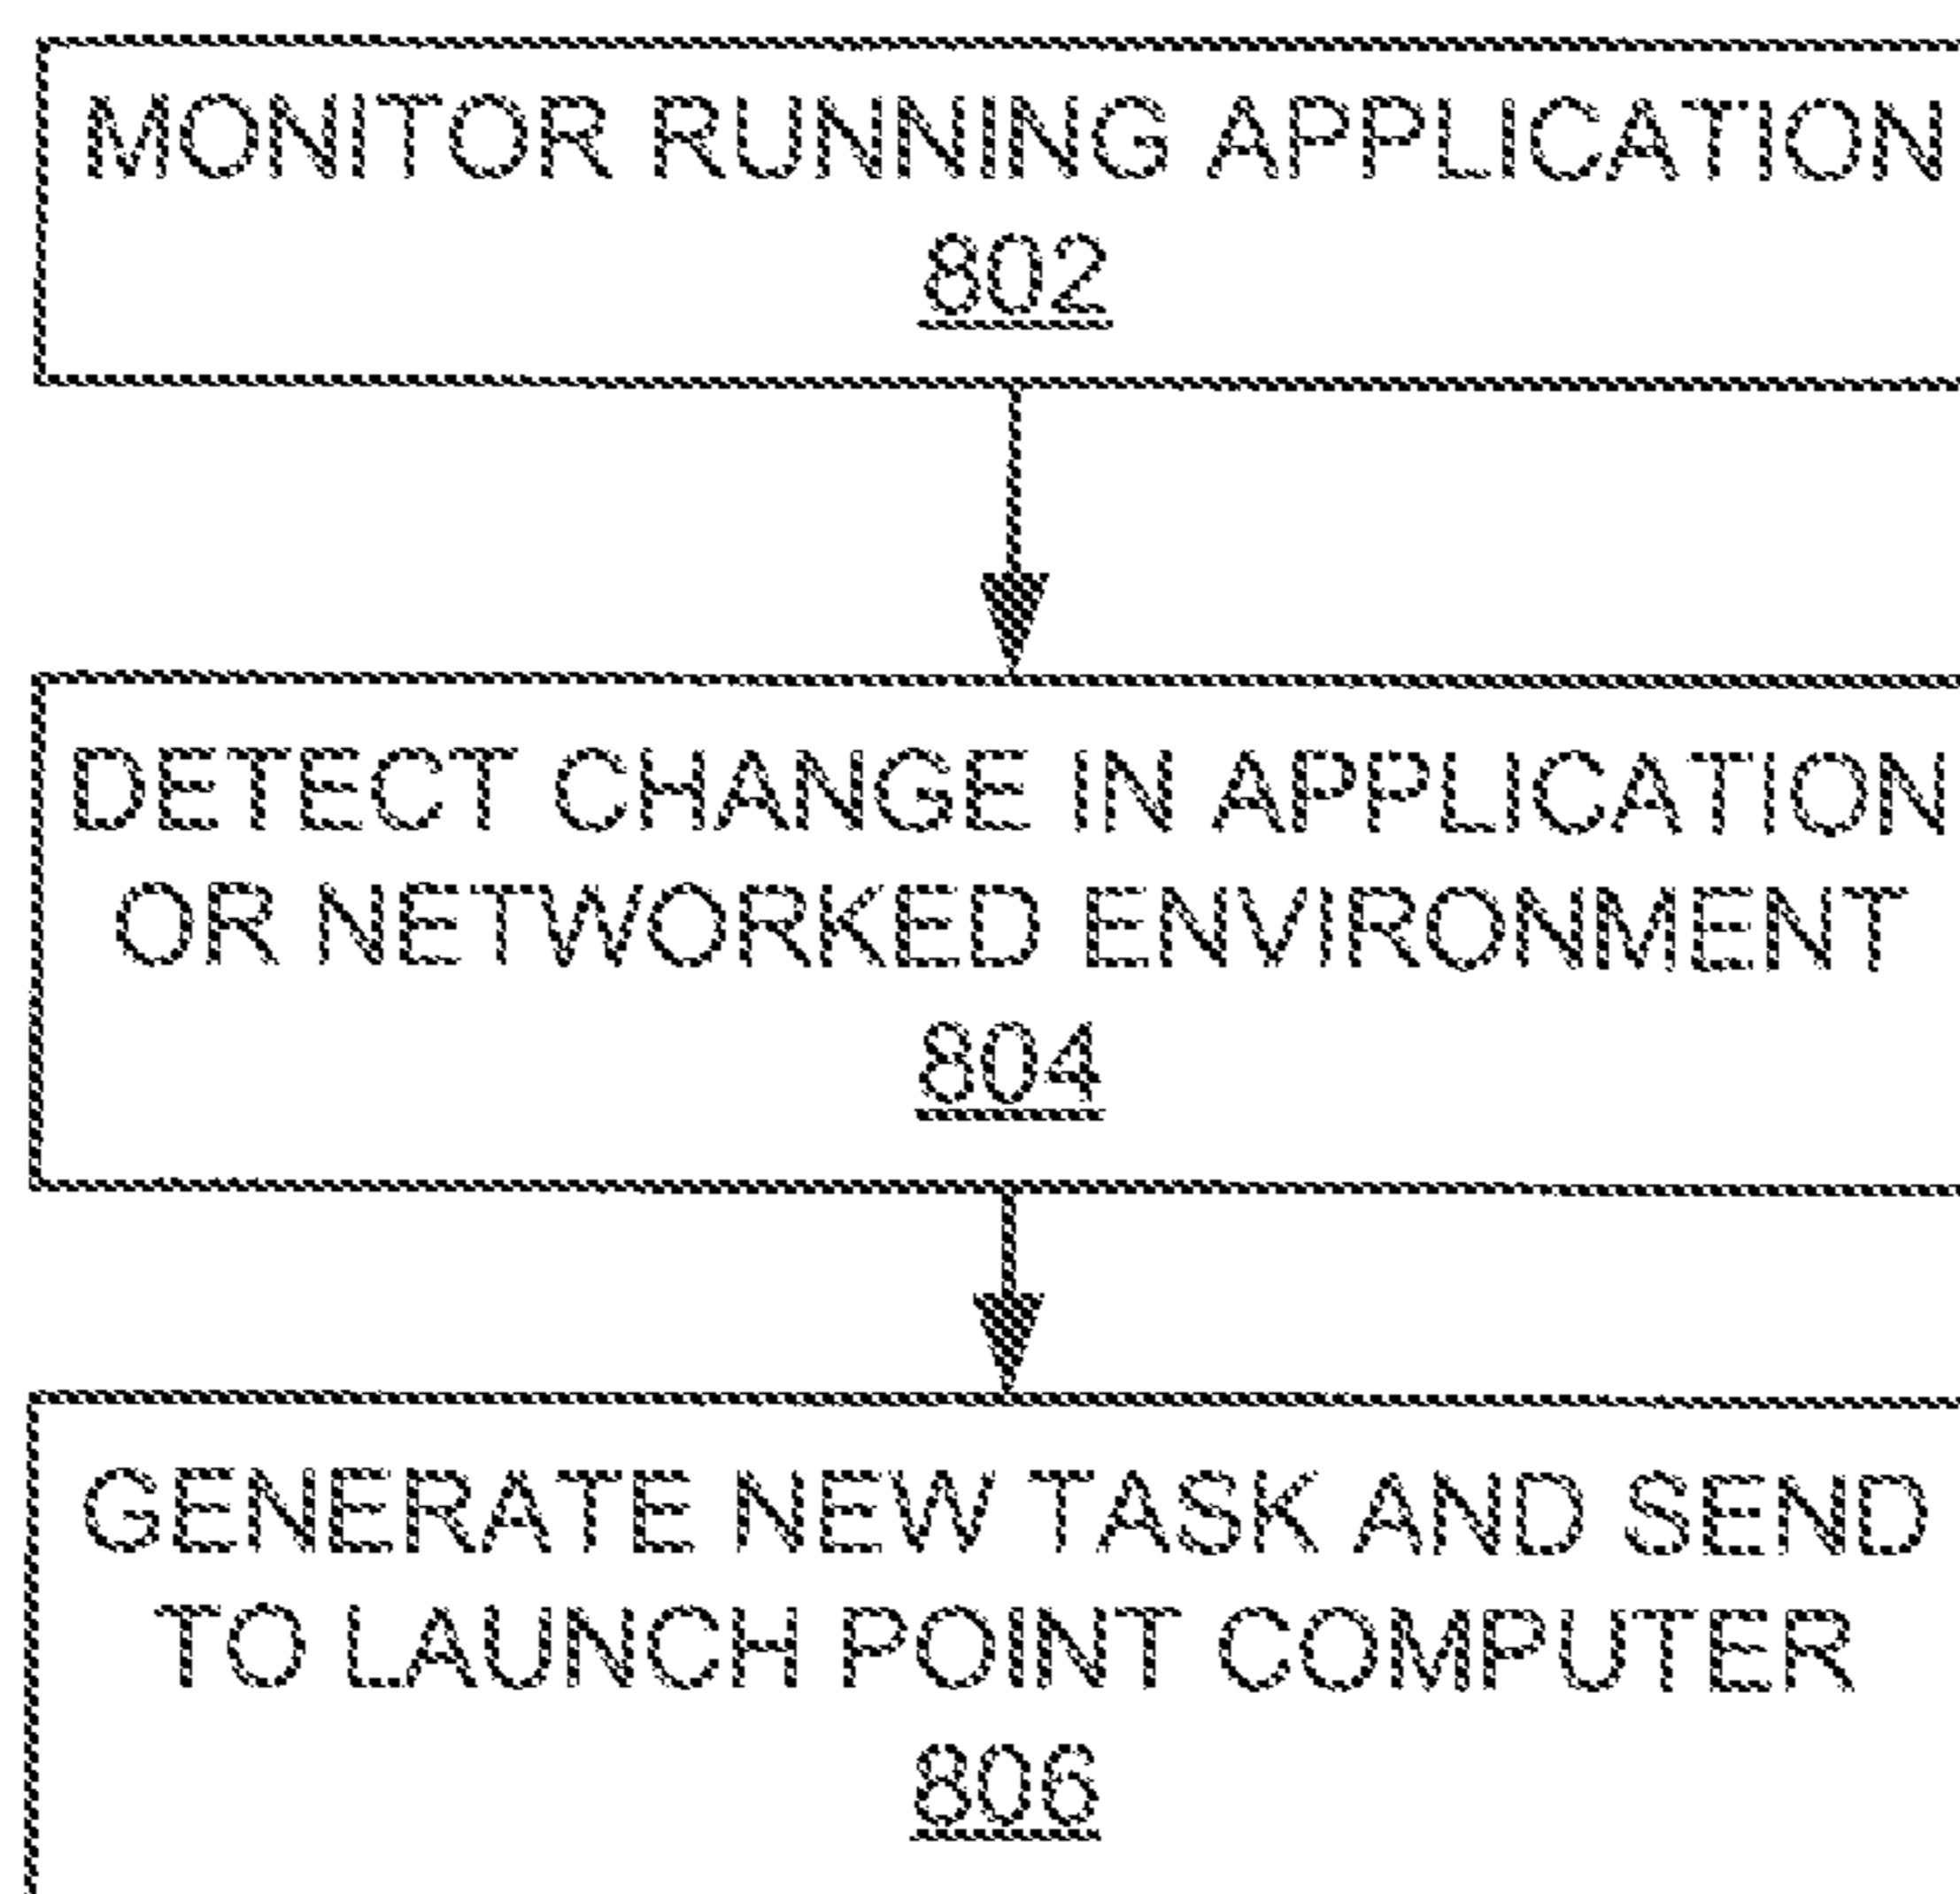 MONITOR RUNNING APPLICATION
802
DETECT CHANGE IN APPLICATION
OR NETWORKED ENVIRONMENT
804
GENERATE NEW TASK AND SEND
TO LAUNCH POINT COMPUTER
806